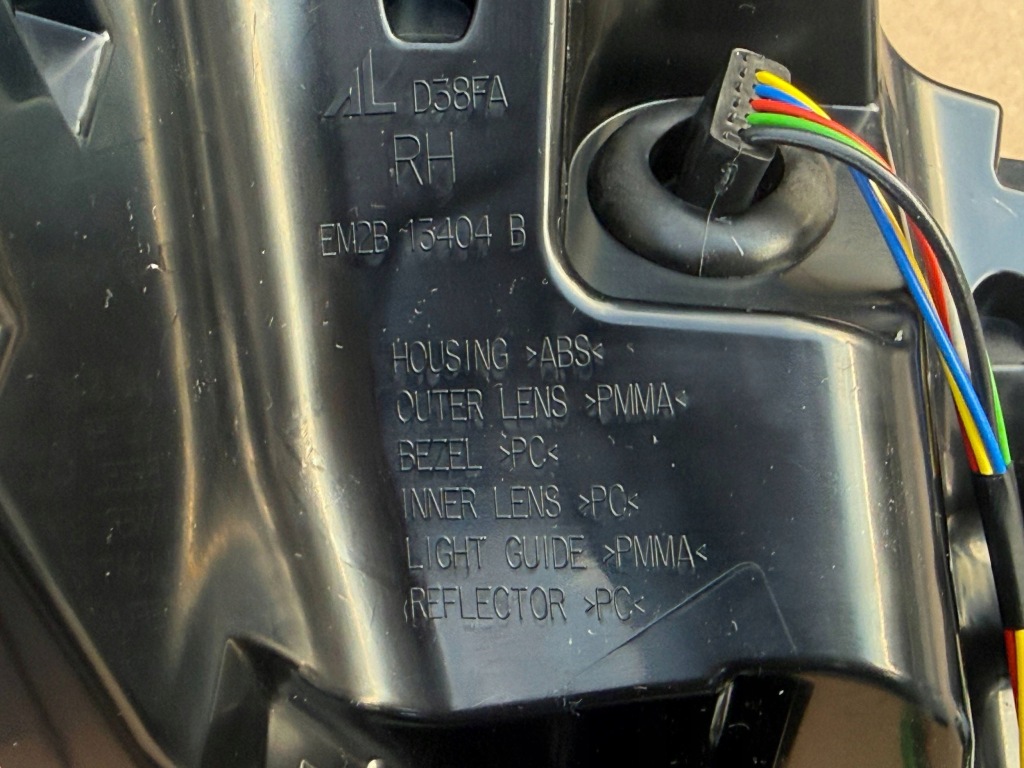 AL D38FA
RH
EM2B 13404 B
HOUSING >ABS<
OUTER LENS >PMMA<
BEZEL >PC<
INNER LENS >PC<
LIGHT GUIDE >PMMA<
REFLECTOR >PC<